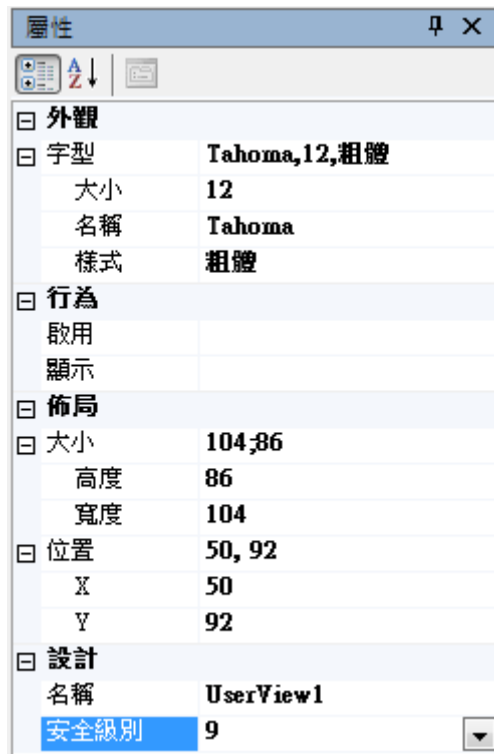 屬性
外觀
字型 Tahoma,12,粗體
大小 12
名稱 Tahoma
樣式 粗體
行為
啟用
顯示
佈局
大小 104;86
高度 86
寬度 104
位置 50, 92
X 50
Y 92
設計
名稱 UserView1
安全級別 9